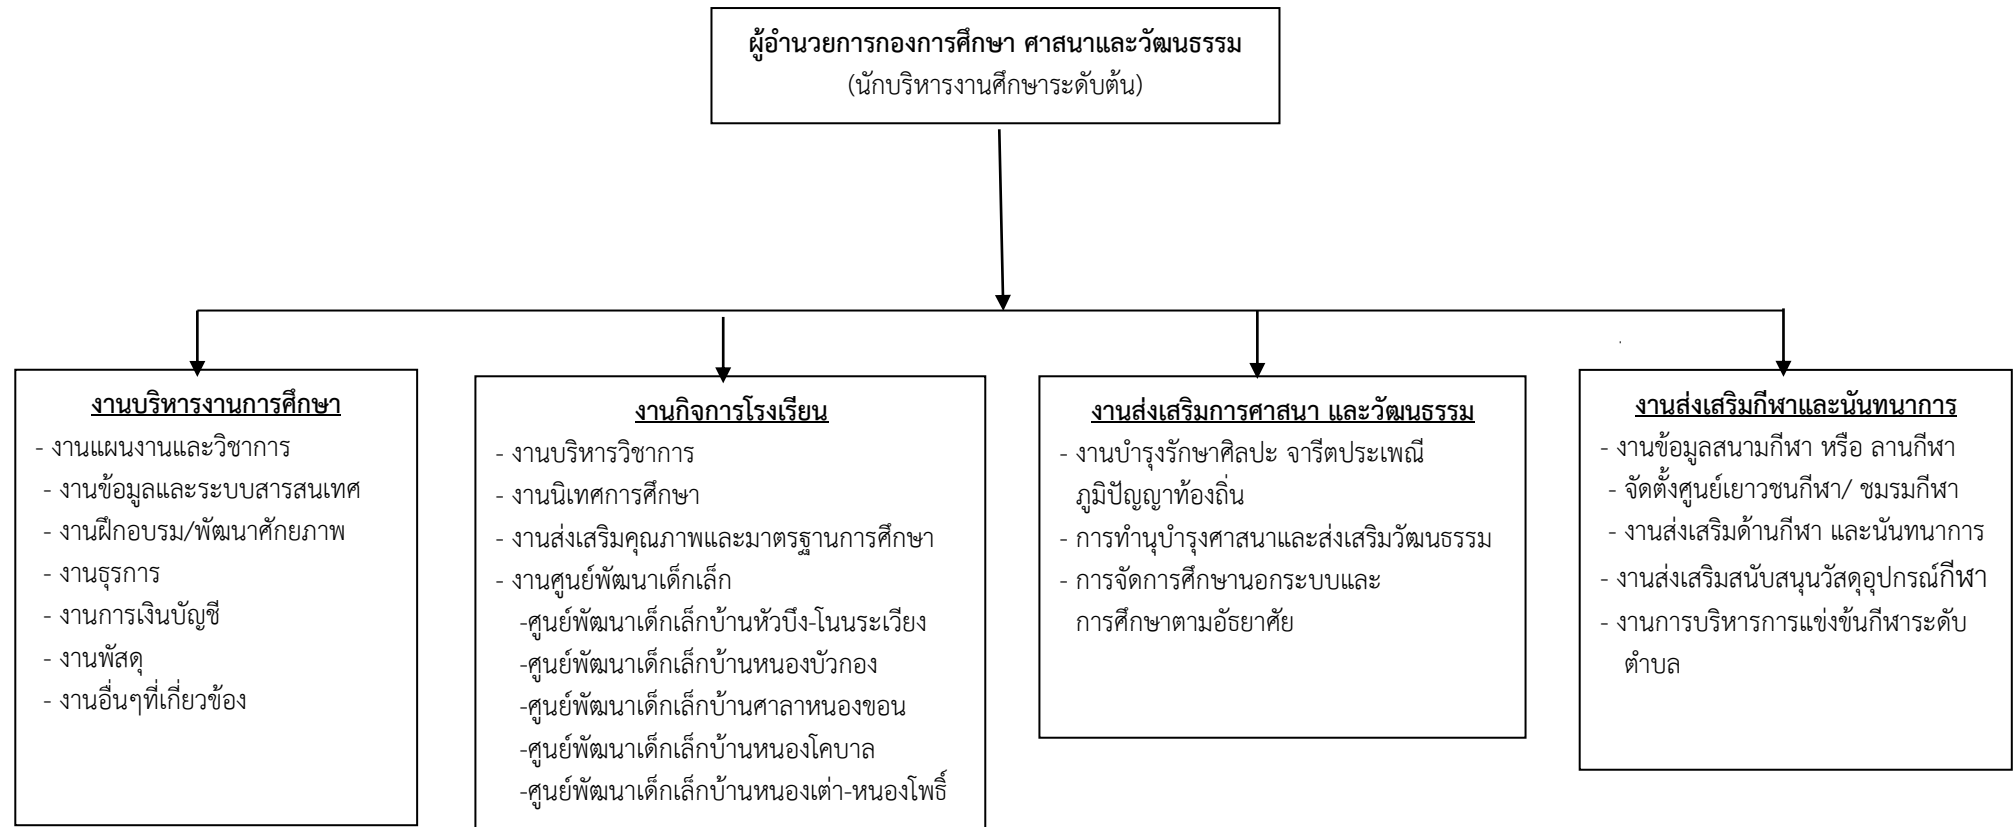 ผู้อำนวยการกองการศึกษา ศาสนาและวัฒนธรรม
(นักบริหารงานศึกษาระดับต้น)
งานบริหารงานการศึกษา
- งานแผนงานและวิชาการ
- งานข้อมูลและระบบสารสนเทศ
- งานฝึกอบรม/พัฒนาศักยภาพ
- งานธุรการ
- งานการเงินบัญชี
- งานพัสดุ
- งานอื่นๆที่เกี่ยวข้อง
งานกิจการโรงเรียน
- งานบริหารวิชาการ
- งานนิเทศการศึกษา
- งานส่งเสริมคุณภาพและมาตรฐานการศึกษา
- งานศูนย์พัฒนาเด็กเล็ก
-ศูนย์พัฒนาเด็กเล็กบ้านหัวบึง-โนนระเวียง
-ศูนย์พัฒนาเด็กเล็กบ้านหนองบัวกอง
-ศูนย์พัฒนาเด็กเล็กบ้านศาลาหนองขอน
-ศูนย์พัฒนาเด็กเล็กบ้านหนองโคบาล
-ศูนย์พัฒนาเด็กเล็กบ้านหนองเต่า-หนองโพธิ์
งานส่งเสริมการศาสนา และวัฒนธรรม
- งานบำรุงรักษาศิลปะ จารีตประเพณี
ภูมิปัญญาท้องถิ่น
- การทำนุบำรุงศาสนาและส่งเสริมวัฒนธรรม
- การจัดการศึกษานอกระบบและ
การศึกษาตามอัธยาศัย
งานส่งเสริมกีฬาและนันทนาการ
- งานข้อมูลสนามกีฬา หรือ ลานกีฬา
- จัดตั้งศูนย์เยาวชนกีฬา/ ชมรมกีฬา
- งานส่งเสริมด้านกีฬา และนันทนาการ
- งานส่งเสริมสนับสนุนวัสดุอุปกรณ์กีฬา
- งานการบริหารการแข่งขันกีฬาระดับ
ตำบล